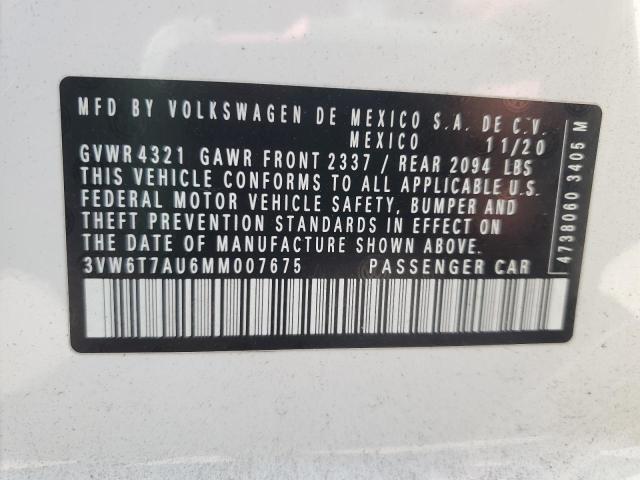 MFD BY VOLKSWAGEN DE MEXICO S.A. DE C.V.
MEXICO 11/20
GVWR 4321 GAWR FRONT 2337 / REAR 2094 LBS
THIS VEHICLE CONFORMS TO ALL APPLICABLE U.S.
FEDERAL MOTOR VEHICLE SAFETY, BUMPER AND
THEFT PREVENTION STANDARDS IN EFFECT ON
THE DATE OF MANUFACTURE SHOWN ABOVE.
3VW6T7AU6MM007675 PASSENGER CAR
4738060 3405 M